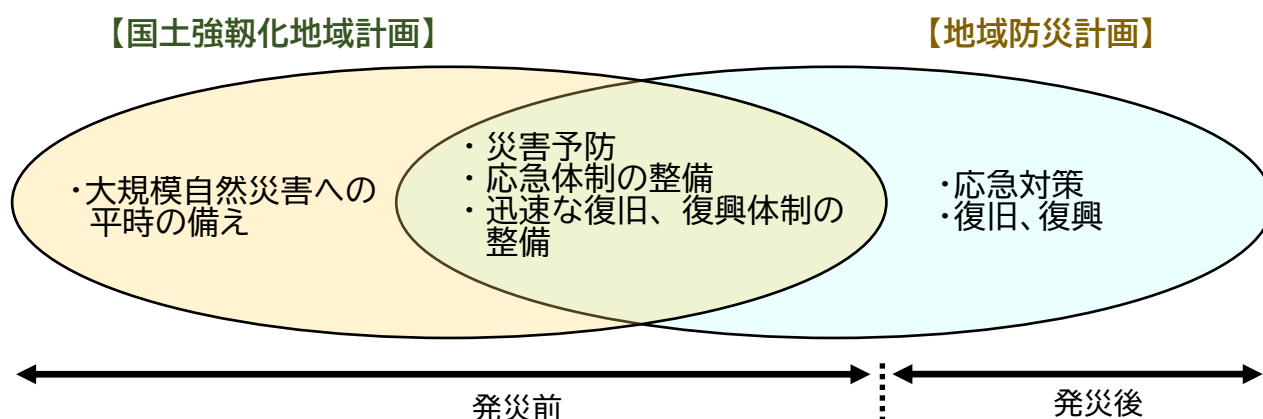 【国土強靱化地域計画】
【地域防災計画】
・大規模自然災害への
平時の備え
・災害予防
・応急体制の整備
・迅速な復旧、復興体制の
整備
・応急対策
・復旧、復興
発災前
発災後